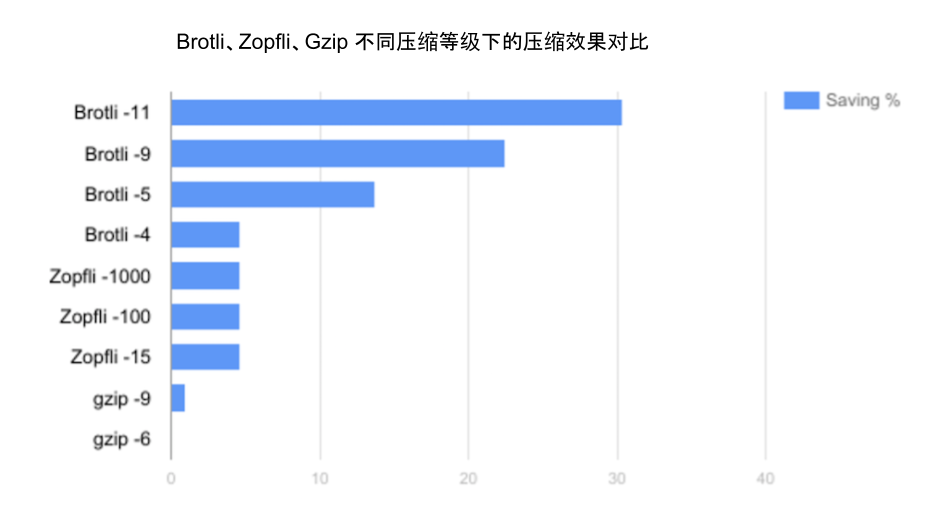 Brotli、Zopfli、Gzip 不同压缩等级下的压缩效果对比
Saving %
Brotli -11
Brotli -9
Brotli -5
Brotli -4
Zopfli -1000
Zopfli -100
Zopfli -15
gzip -9
gzip -6
0 10 20 30 40